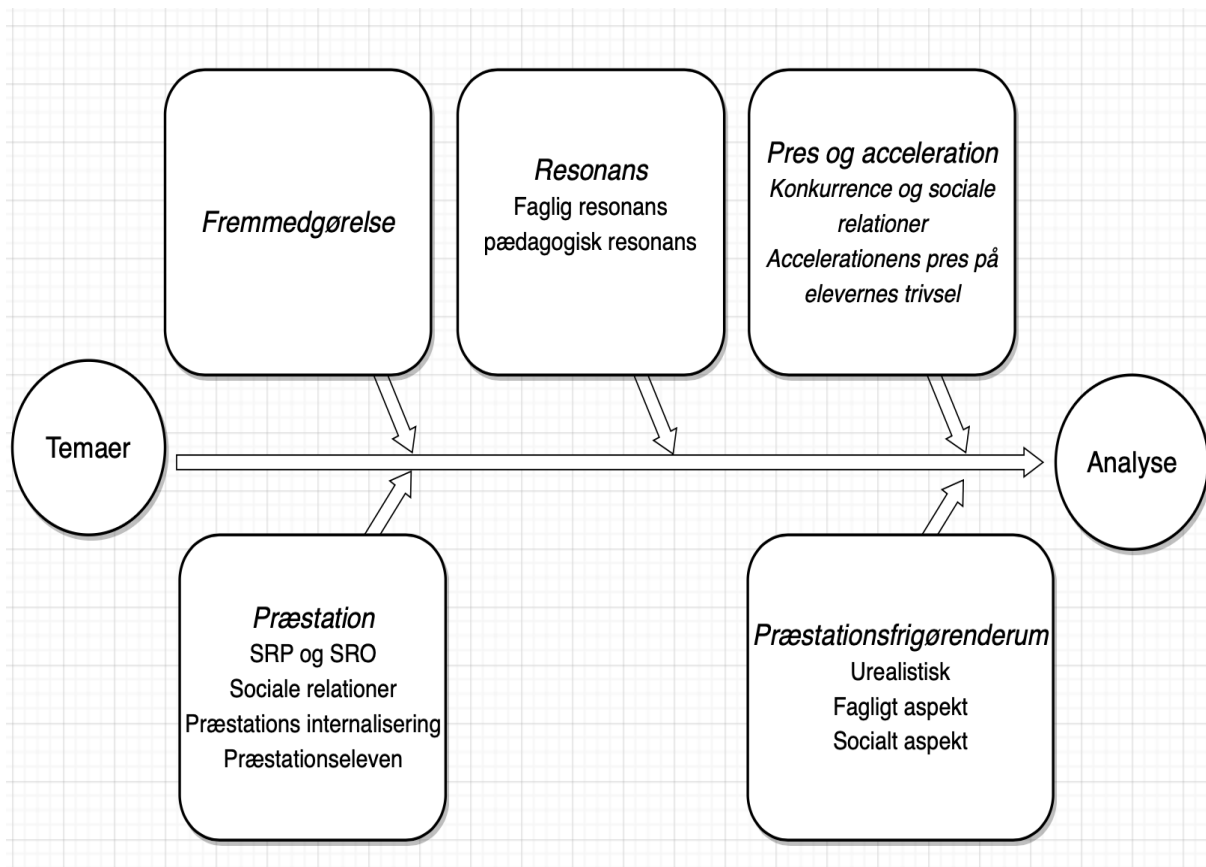 Fremmedgørelse
Resonans
Faglig resonans
pædagogisk resonans
Pres og acceleration
Konkurrence og sociale
relationer
Accelerationens pres på
elevernes trivsel
Temaer
Analyse
Præstation
SRP og SRO
Sociale relationer
Præstations internalisering
Præstationseleven
Præstationsfrigørenderum
Urealistisk
Fagligt aspekt
Socialt aspekt